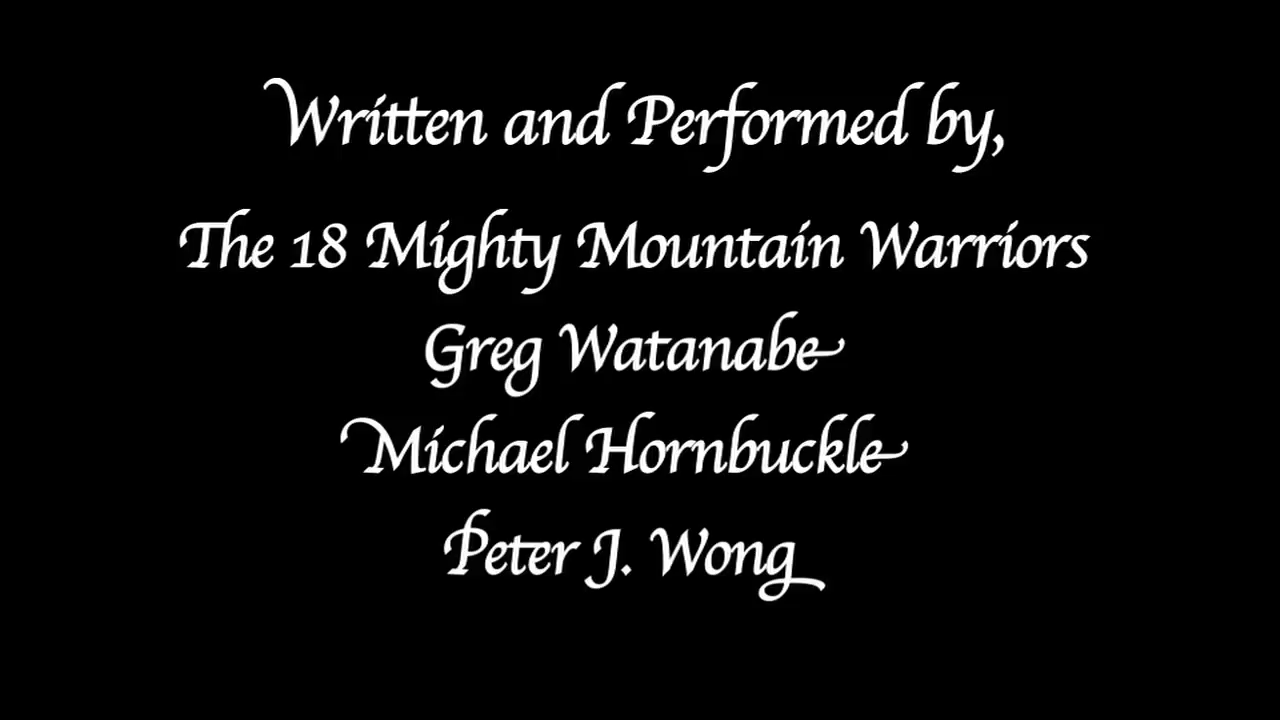 Written and Performed by,
The 18 Mighty Mountain Warriors
Greg Watanabe
Michael Hornbuckle
Peter J. Wong